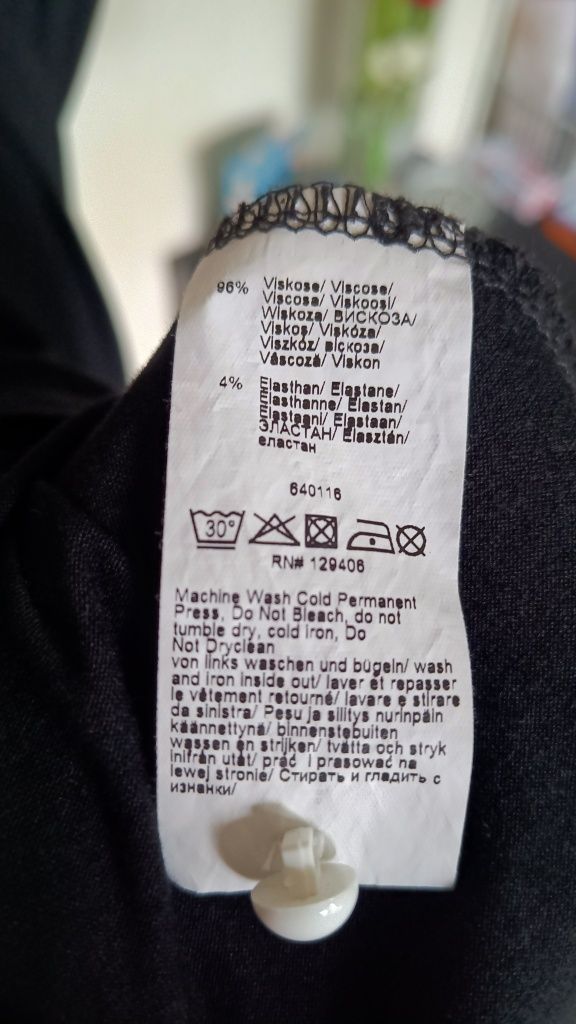 96% Viskose/ Viscose/
Viscosa/ Viskoosi/
Wiskoza/ ВИСКОЗА/
Viskos/ Viskóza/
Viszkóz/ віскоза/
Vâscoză/ Viskon
4% Elasthan/ Elastane/
Elasthanne/ Elastan/
Elastani/ Elastaan/
ЭЛАСТАН/ Elasztán/
еластан
640116
30°
RN# 129406
Machine Wash Cold Permanent
Press, Do Not Bleach, do not
tumble dry, cold iron, Do
Not Dryclean
von links waschen und bügeln/ wash
and iron inside out/ laver et repasser
le vêtement retourné/ lavare e stirare
da sinistra/ Pesu ja silitys nurinpäin
käännettynä/ binnenstebuiten
wassen en strijken/ tvätta och stryk
inifrån utåt/ prać i prasować na
lewej stronie/ Стирать и гладить с
изнанки/